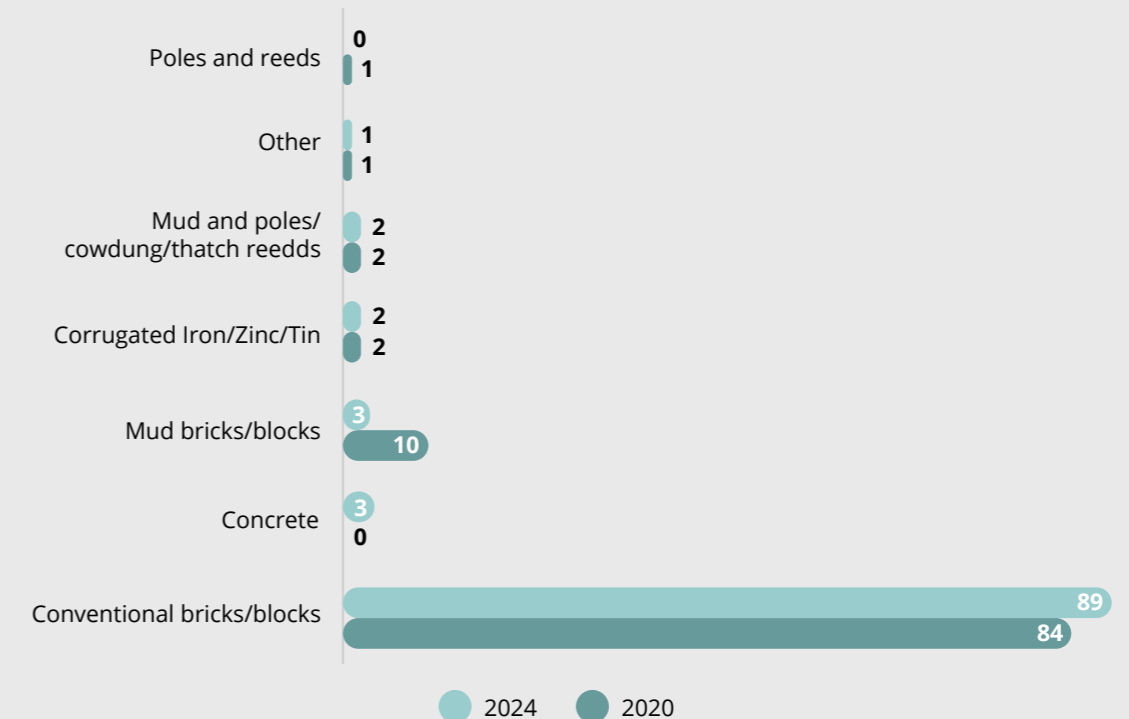 0
Poles and reeds
1
1
Other
1
Mud and poles/
2
cowdung/thatch reedds
2
2
Corrugated Iron/Zinc/Tin
2
3
Mud bricks/blocks
10
3
Concrete
0
89
Conventional bricks/blocks
84
2024 2020